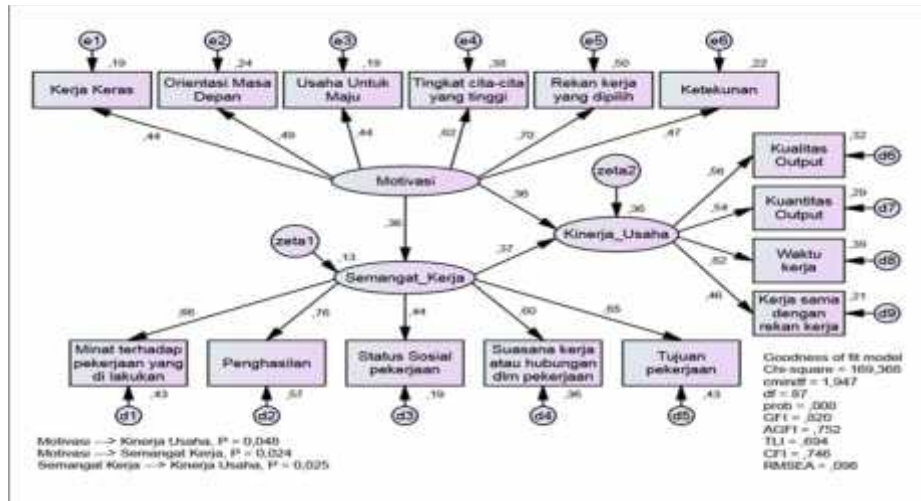 e1
e2
e3
e4
e5
e6
,19
,24
,19
,38
,50
,22
Kerja Keras
Orientasi Masa
Depan
Usaha Untuk
Maju
Tingkat cita-cita
yang tinggi
Rekan kerja
yang dipilih
Ketekunan
,44
,49
,44
,62
,70
,47
Motivasi
zeta2
,36
,36
,36
Kinerja_Usaha
,32
Kualitas
Output
d6
,56
,29
Kuantitas
Output
d7
,54
,39
Waktu
kerja
d8
,62
,21
Kerja sama
dengan
rekan kerja
d9
,46
zeta1
,13
,37
Semangat_Kerja
,66
,76
,44
,60
,65
Minat terhadap
pekerjaan yang
di lakukan
Penghasilan
Status Sosial
pekerjaan
Suasana kerja
atau hubungan
dlm pekerjaan
Tujuan
pekerjaan
,43
,57
,19
,36
,43
d1
d2
d3
d4
d5
Motivasi ---> Kinerja Usaha, P = 0,048
Motivasi ---> Semangat Kerja, P = 0,024
Semangat Kerja ---> Kinerja Usaha, P = 0,025
Goodness of fit model
Chi-square = 169,368
cmindf = 1,947
df = 87
prob = ,000
GFI = ,820
AGFI = ,752
TLI = ,694
CFI = ,746
RMSEA = ,098